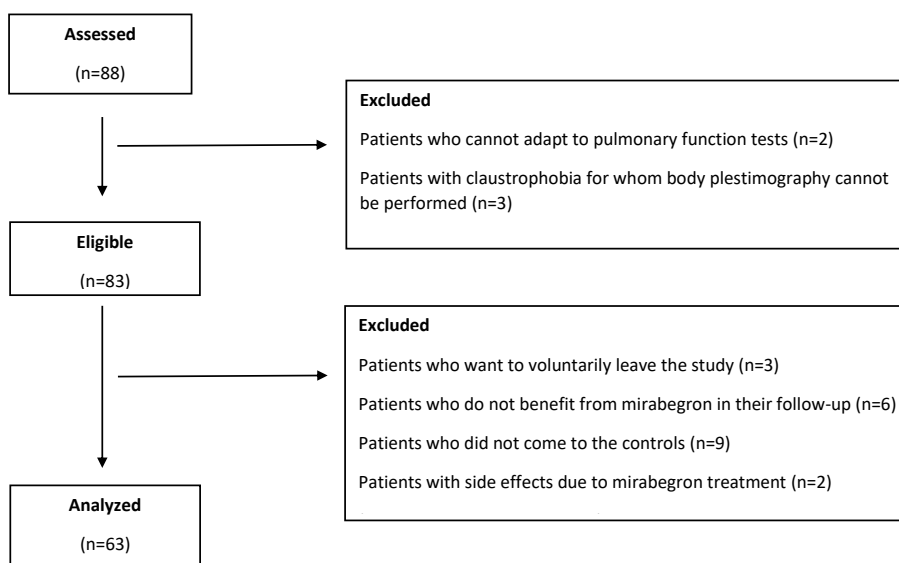 Assessed
(n=88)
Excluded
Patients who cannot adapt to pulmonary function tests (n=2)
Patients with claustrophobia for whom body plestimography cannot
be performed (n=3)
Eligible
(n=83)
Excluded
Patients who want to voluntarily leave the study (n=3)
Patients who do not benefit from mirabegron in their follow-up (n=6)
Patients who did not come to the controls (n=9)
Patients with side effects due to mirabegron treatment (n=2)
Analyzed
(n=63)